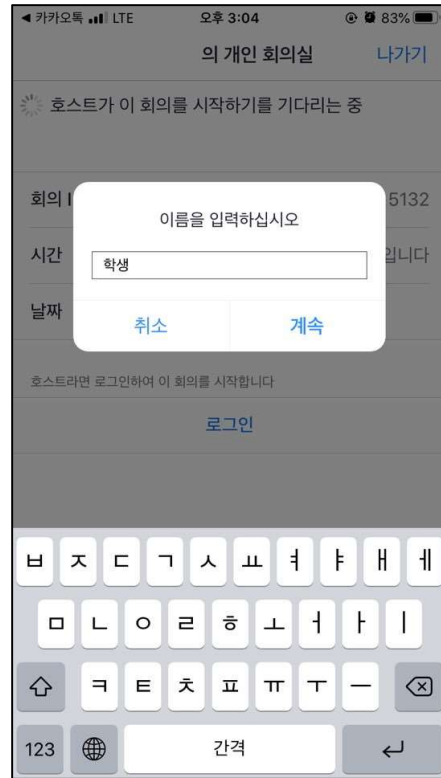 ◀ 카카오톡 LTE 오후 3:04 83%
의 개인 회의실 나가기
호스트가 이 회의를 시작하기를 기다리는 중
회의 I 5132
이름을 입력하십시오
시간 입니다
학생
날짜
취소 계속
호스트라면 로그인하여 이 회의를 시작합니다
로그인
ㅂ ㅈ ㄷ ㄱ ㅅ ㅛ ㅕ ㅑ ㅐ ㅔ
ㅁ ㄴ ㅇ ㄹ ㅎ ㅗ ㅓ ㅏ ㅣ
ㅋ ㅌ ㅊ ㅍ ㅠ ㅜ ㅡ
123 간격